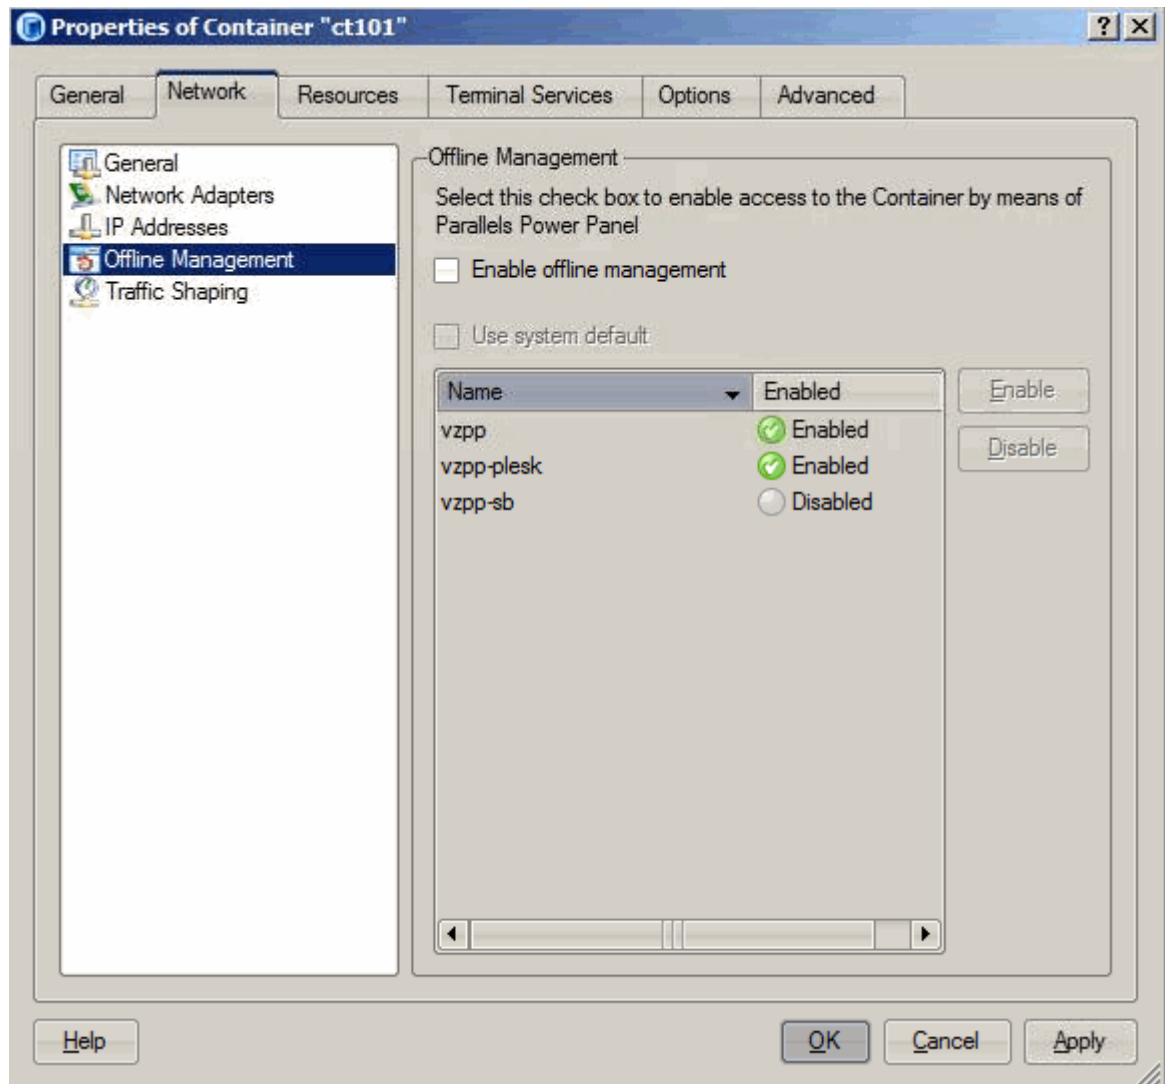 Properties of Container "ct101"
General
Network
Resources
Terminal Services
Options
Advanced
General
Network Adapters
IP Addresses
Offline Management
Traffic Shaping
Offline Management
Select this check box to enable access to the Container by means of
Parallels Power Panel
Enable offline management
Use system default
Name Enabled
vzpp Enabled
vzpp-plesk Enabled
vzpp-sb Disabled
Enable
Disable
Help
OK
Cancel
Apply